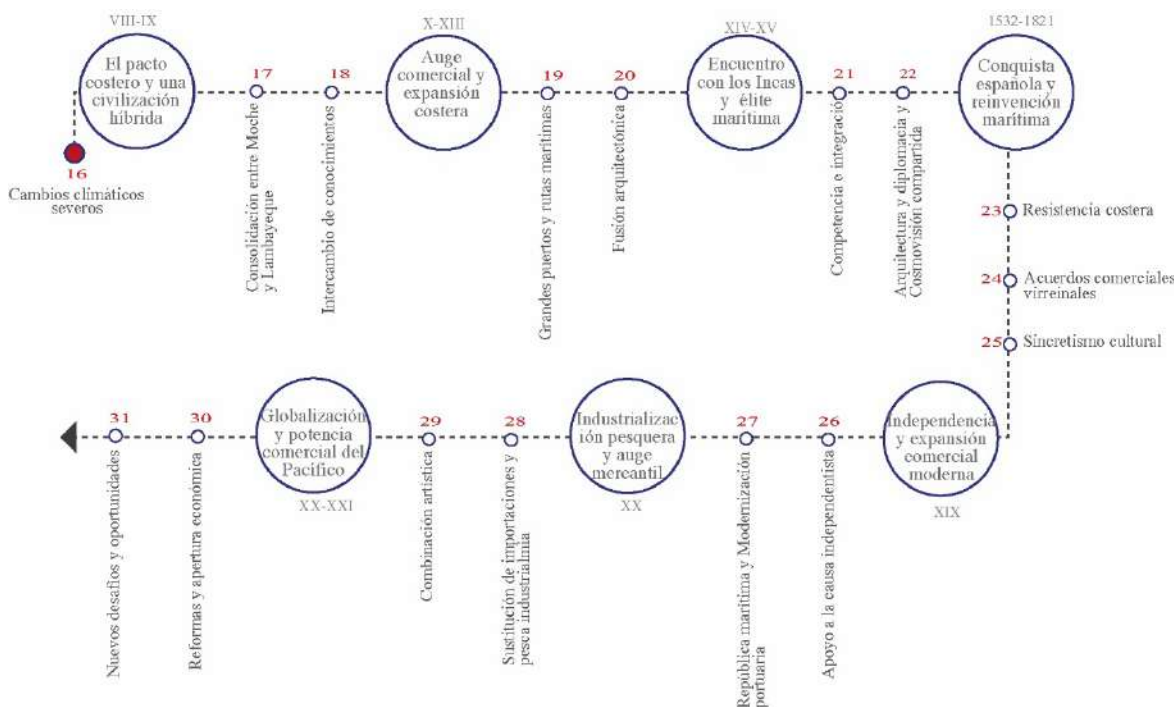 VIII-IX
El pacto
costero y una
civilización
híbrida
16
Cambios climáticos
severos
17
Consolidación entre Moche
y Lambayeque
18
Intercambio de conocimientos
X-XIII
Auge
comercial y
expansión
costera
19
Grandes puertos y rutas marítimas
20
Fusión arquitectónica
XIV-XV
Encuentro
con los Incas
y élite
marítima
21
Competencia e integració
22
Arquitectura y diplomacia y
Cosmovisión compartida
1532-1821
Conquista
española y
reinvención
marítima
23
Resistencia costera
24
Acuerdos comerciales
virreinales
25
Sincretismo cultural
Independencia
y expansión
comercial
moderna
XIX
26
Apoyo a la causa independentista
27
República marítima y Modernización
portuaria
Industrializac
ión pesquera
y auge
mercantil
XX
28
Sustitución de importaciones y
pesca industrialmia
29
Combinación artística
Globalización
y potencia
comercial del
Pacífico
XX-XXI
30
Reformas y apertura económica
31
Nuevos desafíos y oportunidades